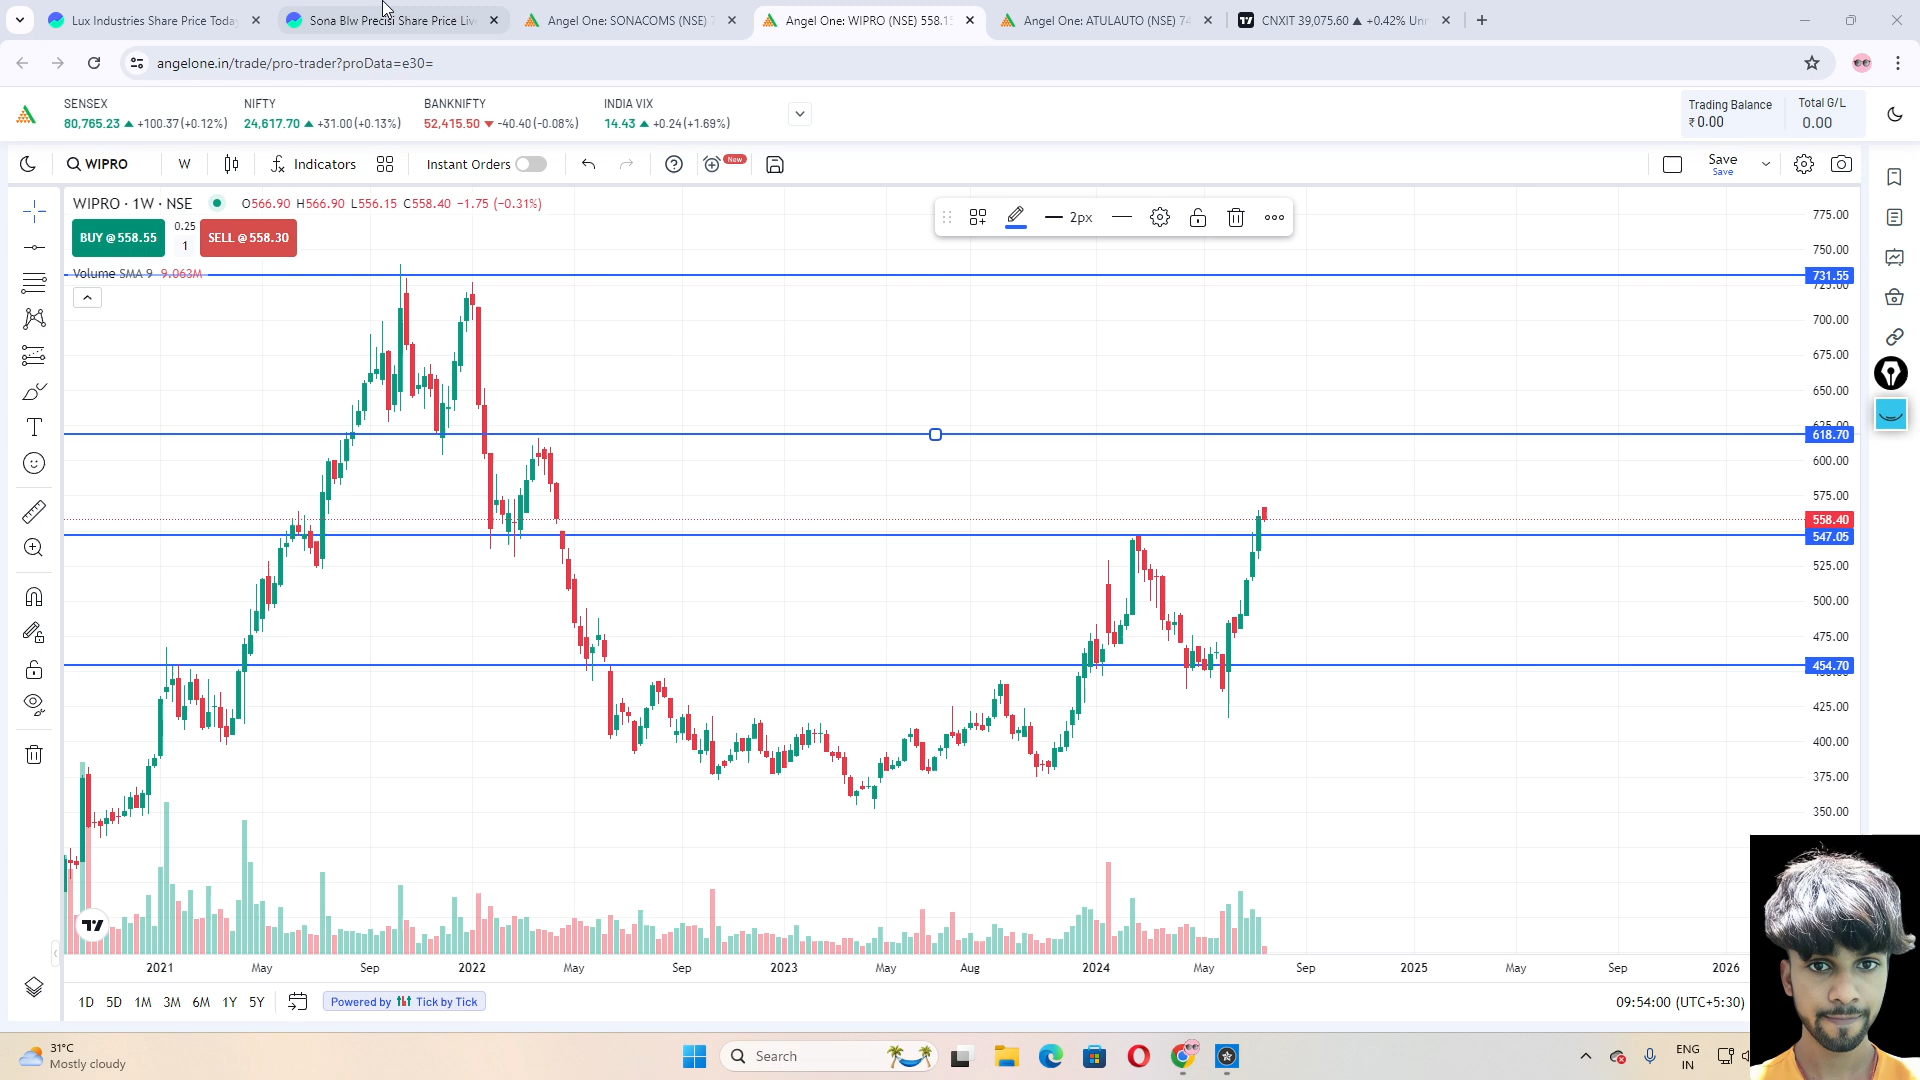 Lux Industries Share Price Toda
Sona Blw Precisi Share Price Liv
Angel One: SONACOMS (NSE) 7
Angel One: WIPRO (NSE) 558.1
Angel One: ATULAUTO (NSE) 74
CNXIT 39,075.60 ▲ +0.42% Unn
angelone.in/trade/pro-trader?proData=e30=
SENSEX
80,765.23 ▲ +100.37(+0.12%)
NIFTY
24,617.70 ▲ +31.00(+0.13%)
BANKNIFTY
52,415.50 ▼ -40.40(-0.08%)
INDIA VIX
14.43 ▲ +0.24(+1.69%)
Trading Balance
₹0.00
Total G/L
0.00
WIPRO
W
Indicators
Instant Orders
New
Save
Save
WIPRO · 1W · NSE
O566.90 H566.90 L556.15 C558.40 −1.75 (−0.31%)
BUY @ 558.55
0.25
1
SELL @ 558.30
Volume SMA 9 9.063M
2px
775.00
750.00
731.55
725.00
700.00
675.00
650.00
618.70
600.00
575.00
558.40
547.05
525.00
500.00
475.00
454.70
425.00
400.00
375.00
350.00
2021
May
Sep
2022
May
Sep
2023
May
Aug
2024
May
Sep
2025
May
Sep
2026
1D 5D 1M 3M 6M 1Y 5Y
Powered by Tick by Tick
09:54:00 (UTC+5:30)
31°C
Mostly cloudy
Search
ENG
IN